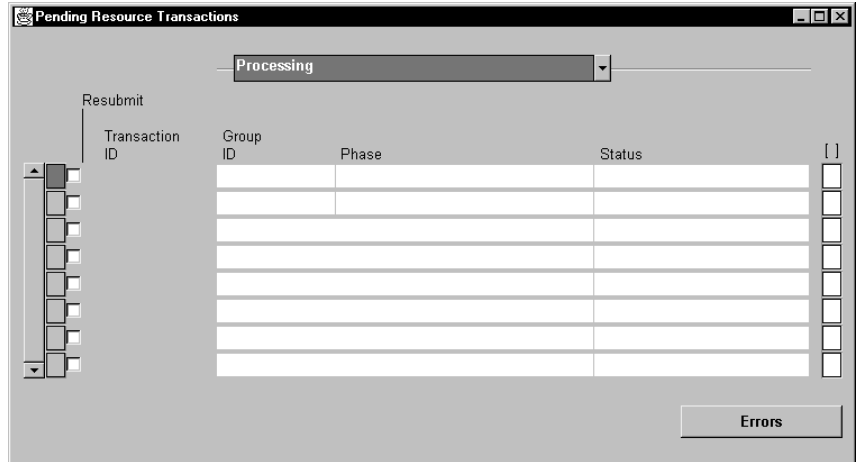 Pending Resource Transactions
Processing
Resubmit
Transaction ID
Group ID
Phase
Status
[ ]
Errors